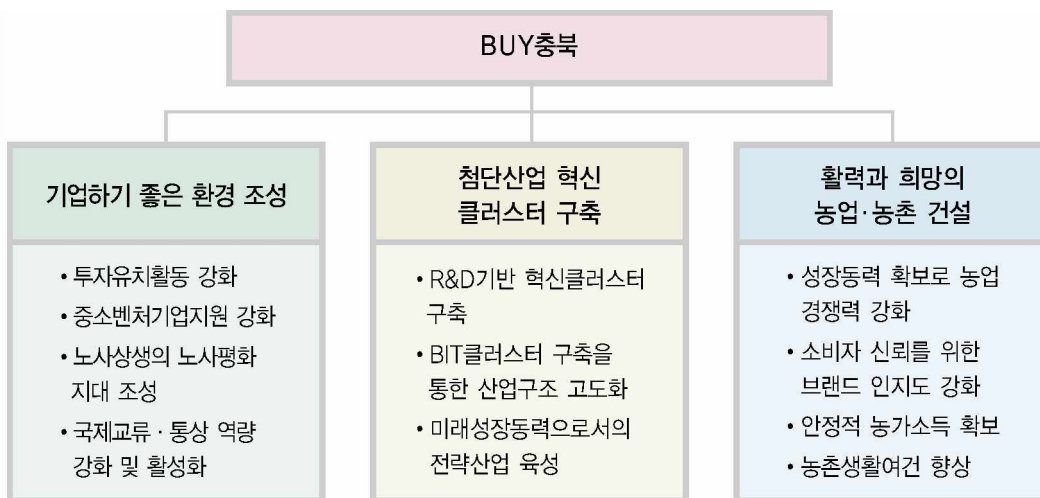 BUY충북
기업하기 좋은 환경 조성
• 투자유치활동 강화
• 중소벤처기업지원 강화
• 노사상생의 노사평화
지대 조성
• 국제교류·통상 역량
강화 및 활성화
첨단산업 혁신
클러스터 구축
• R&D기반 혁신클러스터
구축
• BIT클러스터 구축을
통한 산업구조 고도화
• 미래성장동력으로서의
전략산업 육성
활력과 희망의
농업·농촌 건설
• 성장동력 확보로 농업
경쟁력 강화
• 소비자 신뢰를 위한
브랜드 인지도 강화
• 안정적 농가소득 확보
• 농촌생활여건 향상